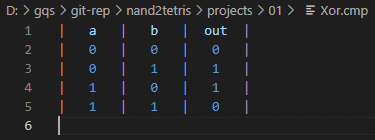 D: > gqs > git-rep > nand2tetris > projects > 01 > Xor.cmp
1 | a | b | out |
2 | 0 | 0 | 0 |
3 | 0 | 1 | 1 |
4 | 1 | 0 | 1 |
5 | 1 | 1 | 0 |
6